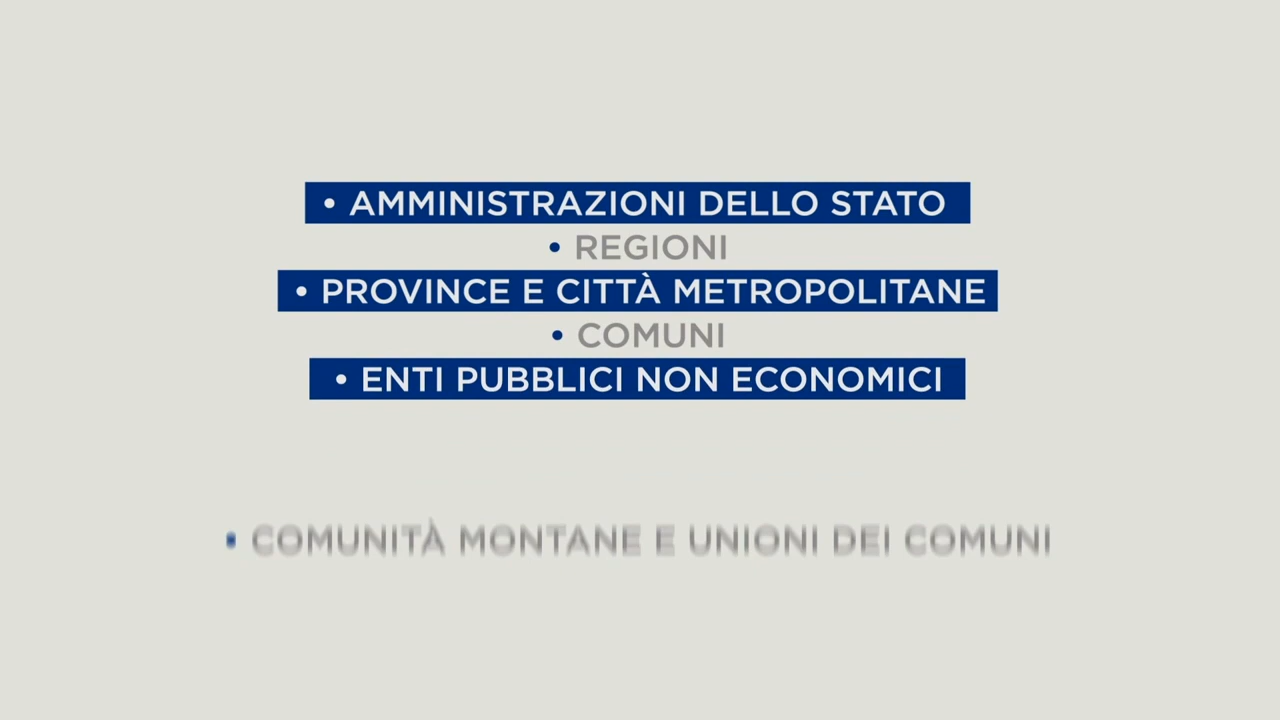 • AMMINISTRAZIONI DELLO STATO
• REGIONI
• PROVINCE E CITTÀ METROPOLITANE
• COMUNI
• ENTI PUBBLICI NON ECONOMICI
• COMUNITÀ MONTANE E UNIONI DEI COMUNI